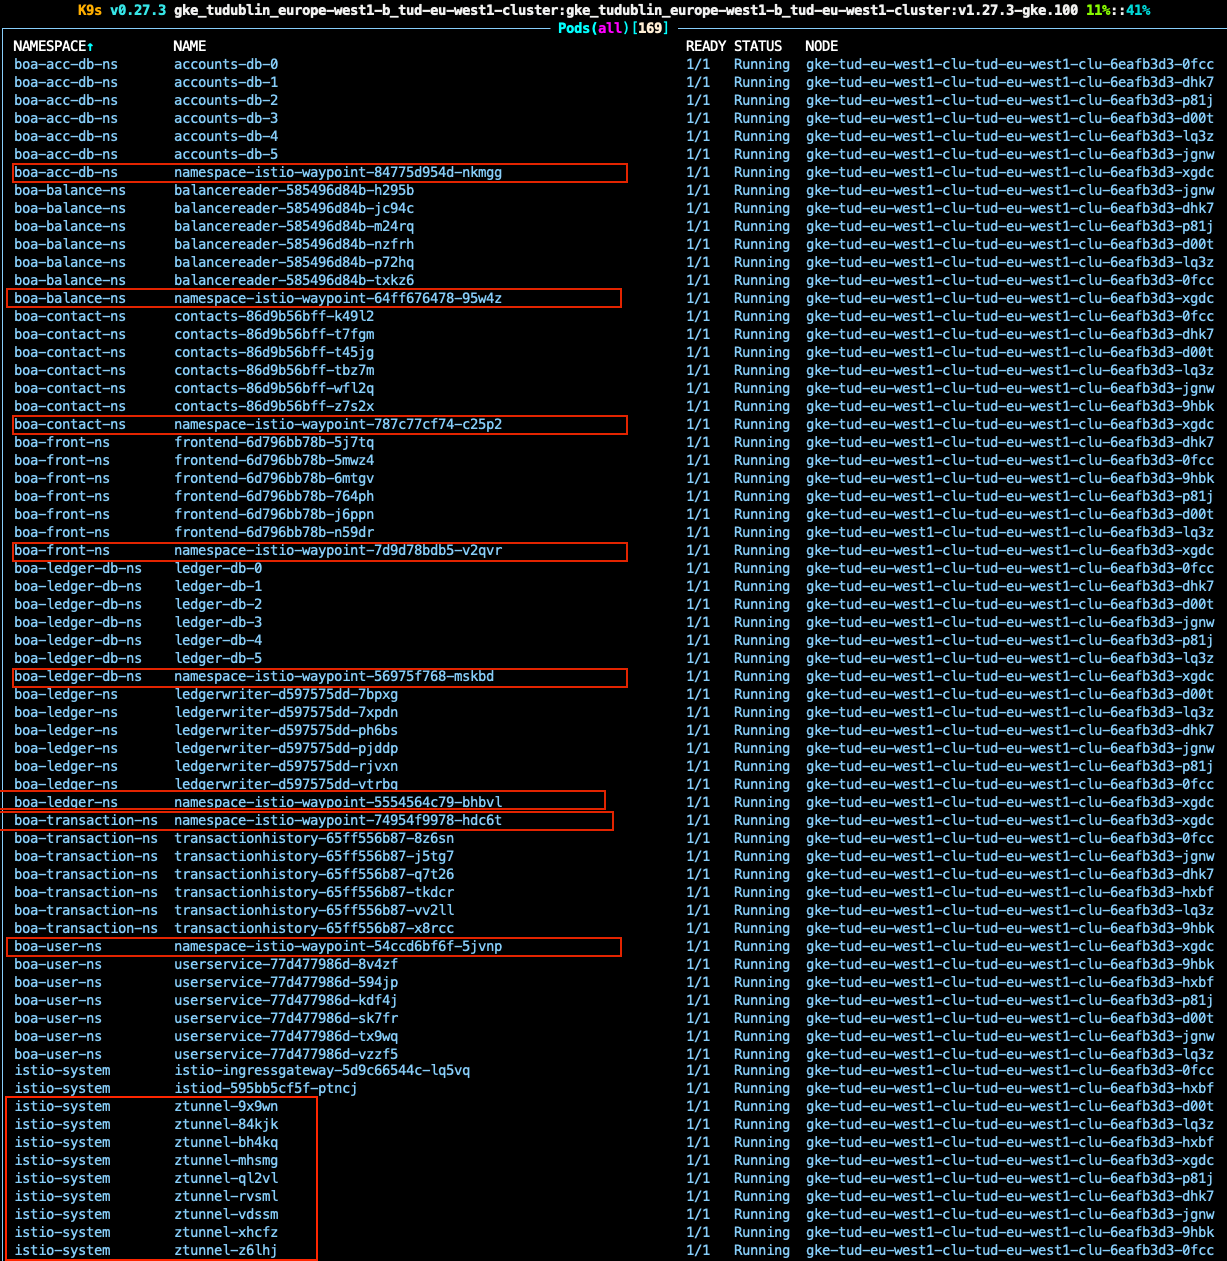 K9s v0.27.3 gke_tudublin_europe-west1-b_tud-eu-west1-cluster:gke_tudublin_europe-west1-b_tud-eu-west1-cluster:v1.27.3-gke.100 11%::41%
Pods(all)[169]
NAMESPACE↑ NAME READY STATUS NODE
boa-acc-db-ns accounts-db-0 1/1 Running gke-tud-eu-west1-clu-tud-eu-west1-clu-6eafb3d3-0fcc
boa-acc-db-ns accounts-db-1 1/1 Running gke-tud-eu-west1-clu-tud-eu-west1-clu-6eafb3d3-dhk7
boa-acc-db-ns accounts-db-2 1/1 Running gke-tud-eu-west1-clu-tud-eu-west1-clu-6eafb3d3-p81j
boa-acc-db-ns accounts-db-3 1/1 Running gke-tud-eu-west1-clu-tud-eu-west1-clu-6eafb3d3-d00t
boa-acc-db-ns accounts-db-4 1/1 Running gke-tud-eu-west1-clu-tud-eu-west1-clu-6eafb3d3-lq3z
boa-acc-db-ns accounts-db-5 1/1 Running gke-tud-eu-west1-clu-tud-eu-west1-clu-6eafb3d3-jgnw
boa-acc-db-ns namespace-istio-waypoint-84775d954d-nkmgg 1/1 Running gke-tud-eu-west1-clu-tud-eu-west1-clu-6eafb3d3-xgdc
boa-balance-ns balancereader-585496d84b-h295b 1/1 Running gke-tud-eu-west1-clu-tud-eu-west1-clu-6eafb3d3-jgnw
boa-balance-ns balancereader-585496d84b-jc94c 1/1 Running gke-tud-eu-west1-clu-tud-eu-west1-clu-6eafb3d3-dhk7
boa-balance-ns balancereader-585496d84b-m24rq 1/1 Running gke-tud-eu-west1-clu-tud-eu-west1-clu-6eafb3d3-p81j
boa-balance-ns balancereader-585496d84b-nzfrh 1/1 Running gke-tud-eu-west1-clu-tud-eu-west1-clu-6eafb3d3-d00t
boa-balance-ns balancereader-585496d84b-p72hq 1/1 Running gke-tud-eu-west1-clu-tud-eu-west1-clu-6eafb3d3-lq3z
boa-balance-ns balancereader-585496d84b-txkz6 1/1 Running gke-tud-eu-west1-clu-tud-eu-west1-clu-6eafb3d3-0fcc
boa-balance-ns namespace-istio-waypoint-64ff676478-95w4z 1/1 Running gke-tud-eu-west1-clu-tud-eu-west1-clu-6eafb3d3-xgdc
boa-contact-ns contacts-86d9b56bff-k49l2 1/1 Running gke-tud-eu-west1-clu-tud-eu-west1-clu-6eafb3d3-0fcc
boa-contact-ns contacts-86d9b56bff-t7fgm 1/1 Running gke-tud-eu-west1-clu-tud-eu-west1-clu-6eafb3d3-dhk7
boa-contact-ns contacts-86d9b56bff-t45jg 1/1 Running gke-tud-eu-west1-clu-tud-eu-west1-clu-6eafb3d3-d00t
boa-contact-ns contacts-86d9b56bff-tbz7m 1/1 Running gke-tud-eu-west1-clu-tud-eu-west1-clu-6eafb3d3-lq3z
boa-contact-ns contacts-86d9b56bff-wfl2q 1/1 Running gke-tud-eu-west1-clu-tud-eu-west1-clu-6eafb3d3-jgnw
boa-contact-ns contacts-86d9b56bff-z7s2x 1/1 Running gke-tud-eu-west1-clu-tud-eu-west1-clu-6eafb3d3-9hbk
boa-contact-ns namespace-istio-waypoint-787c77cf74-c25p2 1/1 Running gke-tud-eu-west1-clu-tud-eu-west1-clu-6eafb3d3-xgdc
boa-front-ns frontend-6d796bb78b-5j7tq 1/1 Running gke-tud-eu-west1-clu-tud-eu-west1-clu-6eafb3d3-dhk7
boa-front-ns frontend-6d796bb78b-5mwz4 1/1 Running gke-tud-eu-west1-clu-tud-eu-west1-clu-6eafb3d3-0fcc
boa-front-ns frontend-6d796bb78b-6mtgv 1/1 Running gke-tud-eu-west1-clu-tud-eu-west1-clu-6eafb3d3-9hbk
boa-front-ns frontend-6d796bb78b-764ph 1/1 Running gke-tud-eu-west1-clu-tud-eu-west1-clu-6eafb3d3-p81j
boa-front-ns frontend-6d796bb78b-j6ppn 1/1 Running gke-tud-eu-west1-clu-tud-eu-west1-clu-6eafb3d3-d00t
boa-front-ns frontend-6d796bb78b-n59dr 1/1 Running gke-tud-eu-west1-clu-tud-eu-west1-clu-6eafb3d3-lq3z
boa-front-ns namespace-istio-waypoint-7d9d78bdb5-v2qvr 1/1 Running gke-tud-eu-west1-clu-tud-eu-west1-clu-6eafb3d3-xgdc
boa-ledger-db-ns ledger-db-0 1/1 Running gke-tud-eu-west1-clu-tud-eu-west1-clu-6eafb3d3-0fcc
boa-ledger-db-ns ledger-db-1 1/1 Running gke-tud-eu-west1-clu-tud-eu-west1-clu-6eafb3d3-dhk7
boa-ledger-db-ns ledger-db-2 1/1 Running gke-tud-eu-west1-clu-tud-eu-west1-clu-6eafb3d3-d00t
boa-ledger-db-ns ledger-db-3 1/1 Running gke-tud-eu-west1-clu-tud-eu-west1-clu-6eafb3d3-jgnw
boa-ledger-db-ns ledger-db-4 1/1 Running gke-tud-eu-west1-clu-tud-eu-west1-clu-6eafb3d3-p81j
boa-ledger-db-ns ledger-db-5 1/1 Running gke-tud-eu-west1-clu-tud-eu-west1-clu-6eafb3d3-lq3z
boa-ledger-db-ns namespace-istio-waypoint-56975f768-mskbd 1/1 Running gke-tud-eu-west1-clu-tud-eu-west1-clu-6eafb3d3-xgdc
boa-ledger-ns ledgerwriter-d597575dd-7bpxg 1/1 Running gke-tud-eu-west1-clu-tud-eu-west1-clu-6eafb3d3-d00t
boa-ledger-ns ledgerwriter-d597575dd-7xpdn 1/1 Running gke-tud-eu-west1-clu-tud-eu-west1-clu-6eafb3d3-lq3z
boa-ledger-ns ledgerwriter-d597575dd-ph6bs 1/1 Running gke-tud-eu-west1-clu-tud-eu-west1-clu-6eafb3d3-dhk7
boa-ledger-ns ledgerwriter-d597575dd-pjddp 1/1 Running gke-tud-eu-west1-clu-tud-eu-west1-clu-6eafb3d3-jgnw
boa-ledger-ns ledgerwriter-d597575dd-rjvxn 1/1 Running gke-tud-eu-west1-clu-tud-eu-west1-clu-6eafb3d3-p81j
boa-ledger-ns ledgerwriter-d597575dd-vtrbg 1/1 Running gke-tud-eu-west1-clu-tud-eu-west1-clu-6eafb3d3-0fcc
boa-ledger-ns namespace-istio-waypoint-5554564c79-bhbvl 1/1 Running gke-tud-eu-west1-clu-tud-eu-west1-clu-6eafb3d3-xgdc
boa-transaction-ns namespace-istio-waypoint-74954f9978-hdc6t 1/1 Running gke-tud-eu-west1-clu-tud-eu-west1-clu-6eafb3d3-xgdc
boa-transaction-ns transactionhistory-65ff556b87-8z6sn 1/1 Running gke-tud-eu-west1-clu-tud-eu-west1-clu-6eafb3d3-0fcc
boa-transaction-ns transactionhistory-65ff556b87-j5tg7 1/1 Running gke-tud-eu-west1-clu-tud-eu-west1-clu-6eafb3d3-jgnw
boa-transaction-ns transactionhistory-65ff556b87-q7t26 1/1 Running gke-tud-eu-west1-clu-tud-eu-west1-clu-6eafb3d3-dhk7
boa-transaction-ns transactionhistory-65ff556b87-tkdcr 1/1 Running gke-tud-eu-west1-clu-tud-eu-west1-clu-6eafb3d3-hxbf
boa-transaction-ns transactionhistory-65ff556b87-vv2ll 1/1 Running gke-tud-eu-west1-clu-tud-eu-west1-clu-6eafb3d3-lq3z
boa-transaction-ns transactionhistory-65ff556b87-x8rcc 1/1 Running gke-tud-eu-west1-clu-tud-eu-west1-clu-6eafb3d3-9hbk
boa-user-ns namespace-istio-waypoint-54ccd6bf6f-5jvnp 1/1 Running gke-tud-eu-west1-clu-tud-eu-west1-clu-6eafb3d3-xgdc
boa-user-ns userservice-77d477986d-8v4zf 1/1 Running gke-tud-eu-west1-clu-tud-eu-west1-clu-6eafb3d3-9hbk
boa-user-ns userservice-77d477986d-594jp 1/1 Running gke-tud-eu-west1-clu-tud-eu-west1-clu-6eafb3d3-hxbf
boa-user-ns userservice-77d477986d-kdf4j 1/1 Running gke-tud-eu-west1-clu-tud-eu-west1-clu-6eafb3d3-p81j
boa-user-ns userservice-77d477986d-sk7fr 1/1 Running gke-tud-eu-west1-clu-tud-eu-west1-clu-6eafb3d3-d00t
boa-user-ns userservice-77d477986d-tx9wq 1/1 Running gke-tud-eu-west1-clu-tud-eu-west1-clu-6eafb3d3-jgnw
boa-user-ns userservice-77d477986d-vzzf5 1/1 Running gke-tud-eu-west1-clu-tud-eu-west1-clu-6eafb3d3-lq3z
istio-system istio-ingressgateway-5d9c66544c-lq5vq 1/1 Running gke-tud-eu-west1-clu-tud-eu-west1-clu-6eafb3d3-0fcc
istio-system istiod-595bb5cf5f-ptncj 1/1 Running gke-tud-eu-west1-clu-tud-eu-west1-clu-6eafb3d3-hxbf
istio-system ztunnel-9x9wn 1/1 Running gke-tud-eu-west1-clu-tud-eu-west1-clu-6eafb3d3-d00t
istio-system ztunnel-84kjk 1/1 Running gke-tud-eu-west1-clu-tud-eu-west1-clu-6eafb3d3-lq3z
istio-system ztunnel-bh4kq 1/1 Running gke-tud-eu-west1-clu-tud-eu-west1-clu-6eafb3d3-hxbf
istio-system ztunnel-mhsmg 1/1 Running gke-tud-eu-west1-clu-tud-eu-west1-clu-6eafb3d3-xgdc
istio-system ztunnel-ql2vl 1/1 Running gke-tud-eu-west1-clu-tud-eu-west1-clu-6eafb3d3-p81j
istio-system ztunnel-rvsml 1/1 Running gke-tud-eu-west1-clu-tud-eu-west1-clu-6eafb3d3-dhk7
istio-system ztunnel-vdssm 1/1 Running gke-tud-eu-west1-clu-tud-eu-west1-clu-6eafb3d3-jgnw
istio-system ztunnel-xhcfz 1/1 Running gke-tud-eu-west1-clu-tud-eu-west1-clu-6eafb3d3-9hbk
istio-system ztunnel-z6lhj 1/1 Running gke-tud-eu-west1-clu-tud-eu-west1-clu-6eafb3d3-0fcc